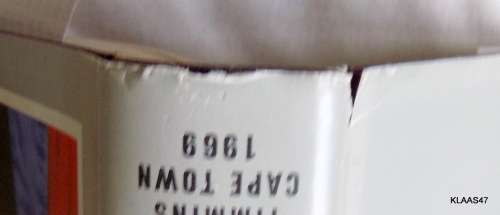 TIMMINS
CAPE TOWN
1969
KLAAS47